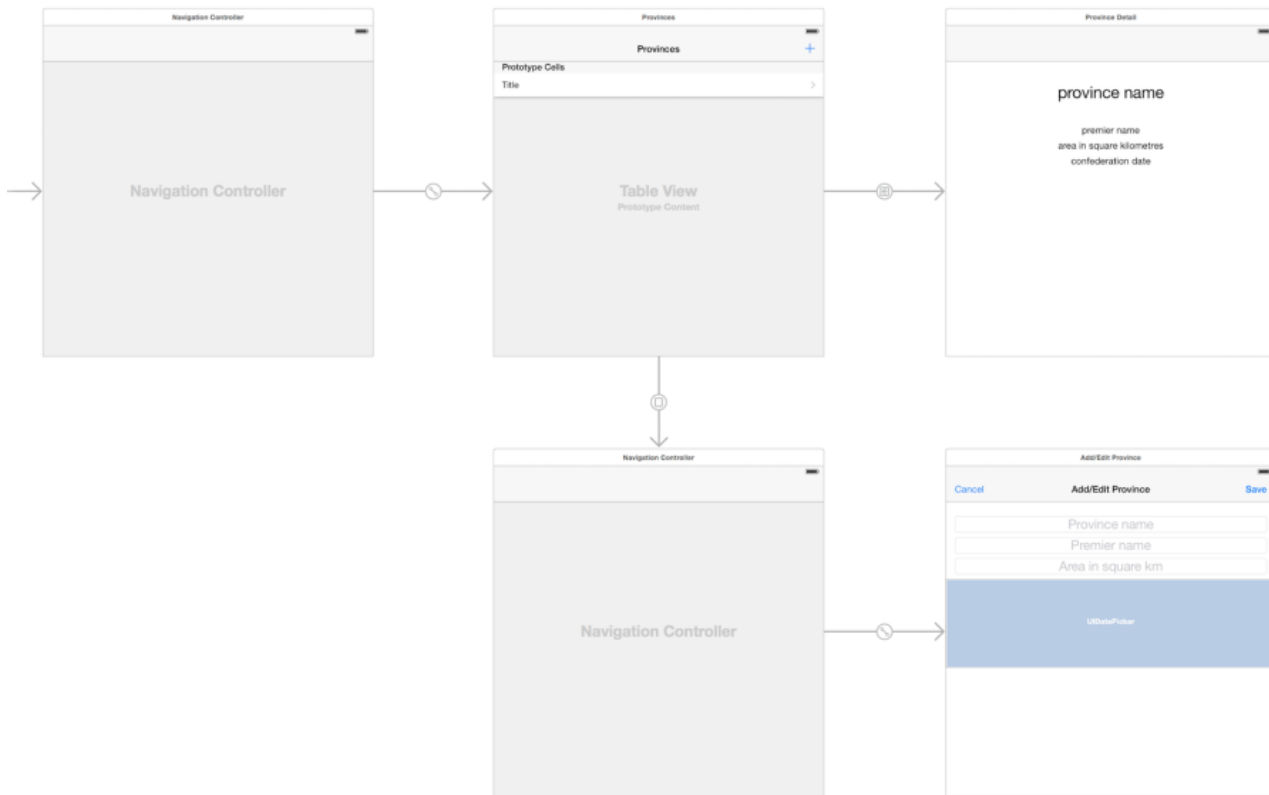 Navigation Controller
Navigation Controller
Provinces
Provinces
+
Prototype Cells
Title
Table View
Prototype Content
Province Detail
province name
premier name
area in square kilometres
confederation date
Navigation Controller
Navigation Controller
Add/Edit Province
Cancel Add/Edit Province Save
Province name
Premier name
Area in square km
UIDatePicker